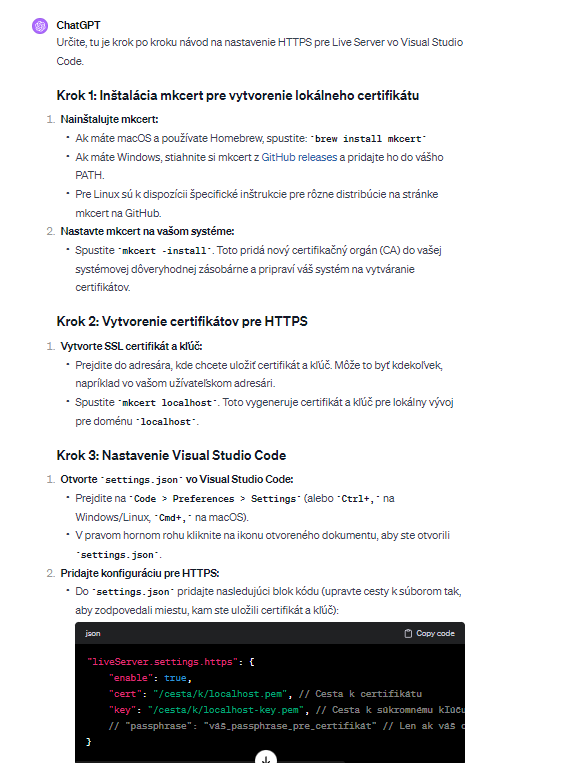 ChatGPT
Určite, tu je krok po kroku návod na nastavenie HTTPS pre Live Server vo Visual Studio
Code.
Krok 1: Inštalácia mkcert pre vytvorenie lokálneho certifikátu
1. Nainštalujte mkcert:
• Ak máte macOS a používate Homebrew, spustite: `brew install mkcert`
• Ak máte Windows, stiahnite si mkcert z GitHub releases a pridajte ho do vášho
PATH.
• Pre Linux sú k dispozícii špecifické inštrukcie pre rôzne distribúcie na stránke
mkcert na GitHub.
2. Nastavte mkcert na vašom systéme:
• Spustite `mkcert -install`. Toto pridá nový certifikačný orgán (CA) do vašej
systémovej dôveryhodnej zásobárne a pripraví váš systém na vytváranie
certifikátov.
Krok 2: Vytvorenie certifikátov pre HTTPS
1. Vytvorte SSL certifikát a kľúč:
• Prejdite do adresára, kde chcete uložiť certifikát a kľúč. Môže to byť kdekoľvek,
napríklad vo vašom užívateľskom adresári.
• Spustite `mkcert localhost`. Toto vygeneruje certifikát a kľúč pre lokálny vývoj
pre doménu `localhost`.
Krok 3: Nastavenie Visual Studio Code
1. Otvorte `settings.json` vo Visual Studio Code:
• Prejdite na `Code > Preferences > Settings` (alebo `Ctrl+,` na
Windows/Linux, `Cmd+,` na macOS).
• V pravom hornom rohu kliknite na ikonu otvoreného dokumentu, aby ste otvorili
`settings.json`.
2. Pridajte konfiguráciu pre HTTPS:
• Do `settings.json` pridajte nasledujúci blok kódu (upravte cesty k súborom tak,
aby zodpovedali miestu, kam ste uložili certifikát a kľúč):
json Copy code
"liveServer.settings.https": {
"enable": true,
"cert": "/cesta/k/localhost.pem", // Cesta k certifikátu
"key": "/cesta/k/localhost-key.pem", // Cesta k súkromnému kľúču
// "passphrase": "váš_passphrase_pre_certifikát" // Len ak váš
}